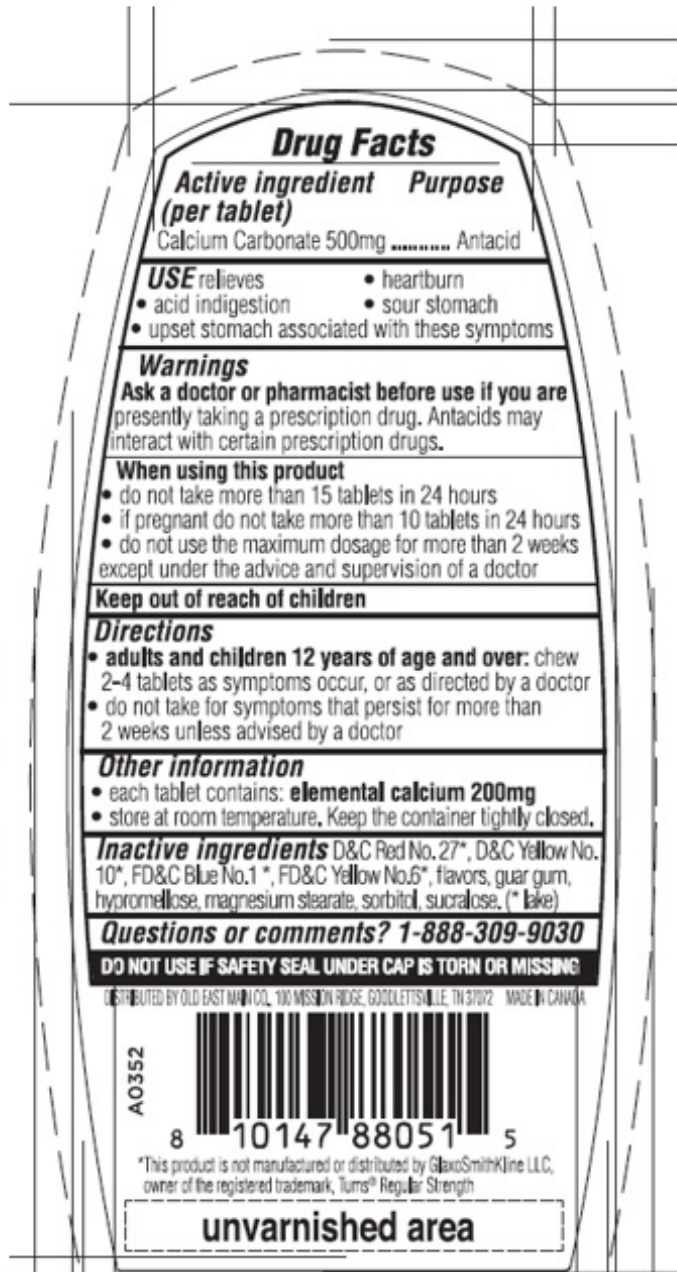 Drug Facts
Active ingredient Purpose
(per tablet)
Calcium Carbonate 500mg ........... Antacid
USE relieves • heartburn
• acid indigestion • sour stomach
• upset stomach associated with these symptoms
Warnings
Ask a doctor or pharmacist before use if you are
presently taking a prescription drug. Antacids may
interact with certain prescription drugs.
When using this product
• do not take more than 15 tablets in 24 hours
• if pregnant do not take more than 10 tablets in 24 hours
• do not use the maximum dosage for more than 2 weeks
except under the advice and supervision of a doctor
Keep out of reach of children
Directions
• adults and children 12 years of age and over: chew
2-4 tablets as symptoms occur, or as directed by a doctor
• do not take for symptoms that persist for more than
2 weeks unless advised by a doctor
Other information
• each tablet contains: elemental calcium 200mg
• store at room temperature. Keep the container tightly closed.
Inactive ingredients D&C Red No. 27*, D&C Yellow No.
10*, FD&C Blue No.1 *, FD&C Yellow No.6*, flavors, guar gum,
hypromellose, magnesium stearate, sorbitol, sucralose. (* lake)
Questions or comments? 1-888-309-9030
DO NOT USE IF SAFETY SEAL UNDER CAP IS TORN OR MISSING
DISTRIBUTED BY OLD EAST MAIN CO., 100 MISSION RIDGE, GOODLETTSVILLE, TN 37072 MADE IN CANADA
A0352
8 10147 88051 5
*This product is not manufactured or distributed by GlaxoSmithKline LLC,
owner of the registered trademark, Tums® Regular Strength
unvarnished area